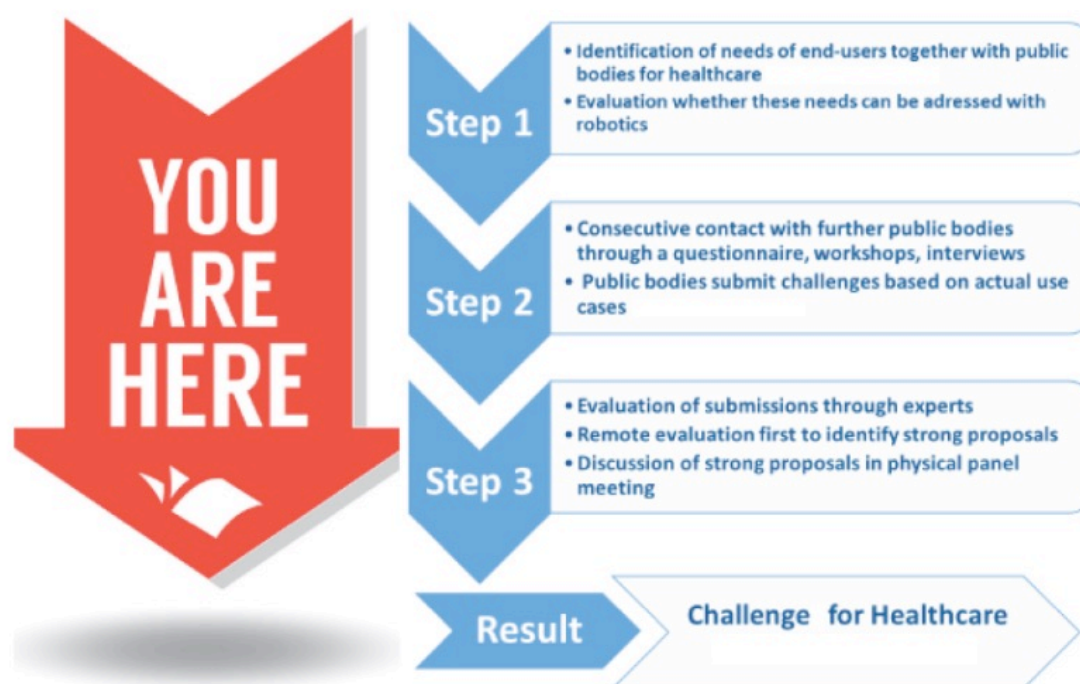 YOU
ARE
HERE
Step 1
• Identification of needs of end-users together with public
bodies for healthcare
• Evaluation whether these needs can be adressed with
robotics
Step 2
• Consecutive contact with further public bodies
through a questionnaire, workshops, interviews
• Public bodies submit challenges based on actual use
cases
Step 3
• Evaluation of submissions through experts
• Remote evaluation first to identify strong proposals
• Discussion of strong proposals in physical panel
meeting
Result
Challenge for Healthcare